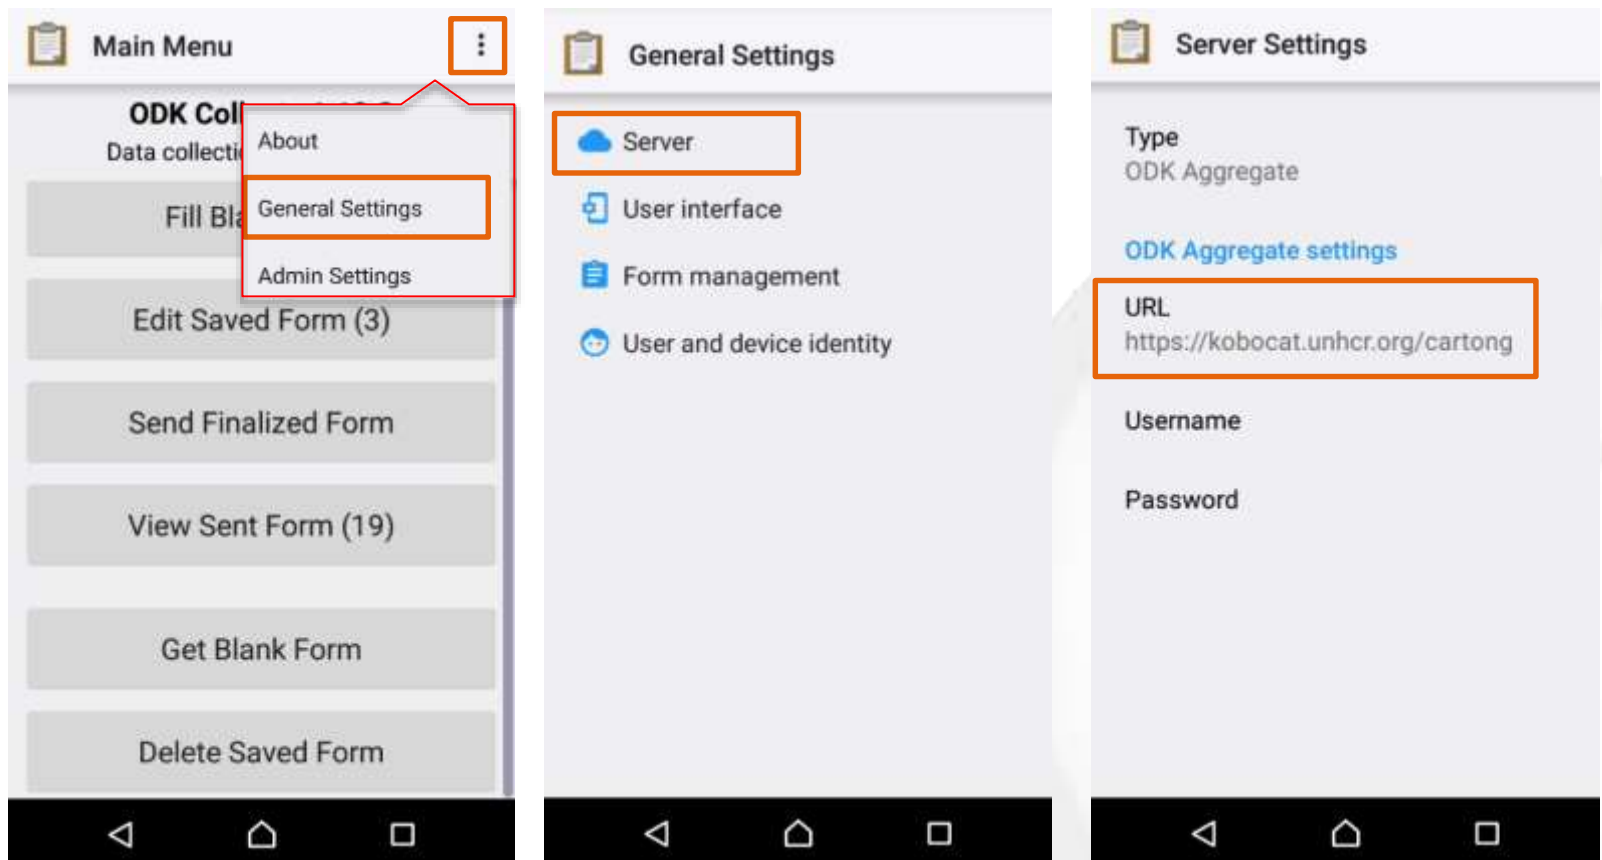 Main Menu
ODK Coll
Data collecti
About
Fill Bla
General Settings
Admin Settings
Edit Saved Form (3)
Send Finalized Form
View Sent Form (19)
Get Blank Form
Delete Saved Form
General Settings
Server
User interface
Form management
User and device identity
Server Settings
Type
ODK Aggregate
ODK Aggregate settings
URL
https://kobocat.unhcr.org/cartong
Username
Password